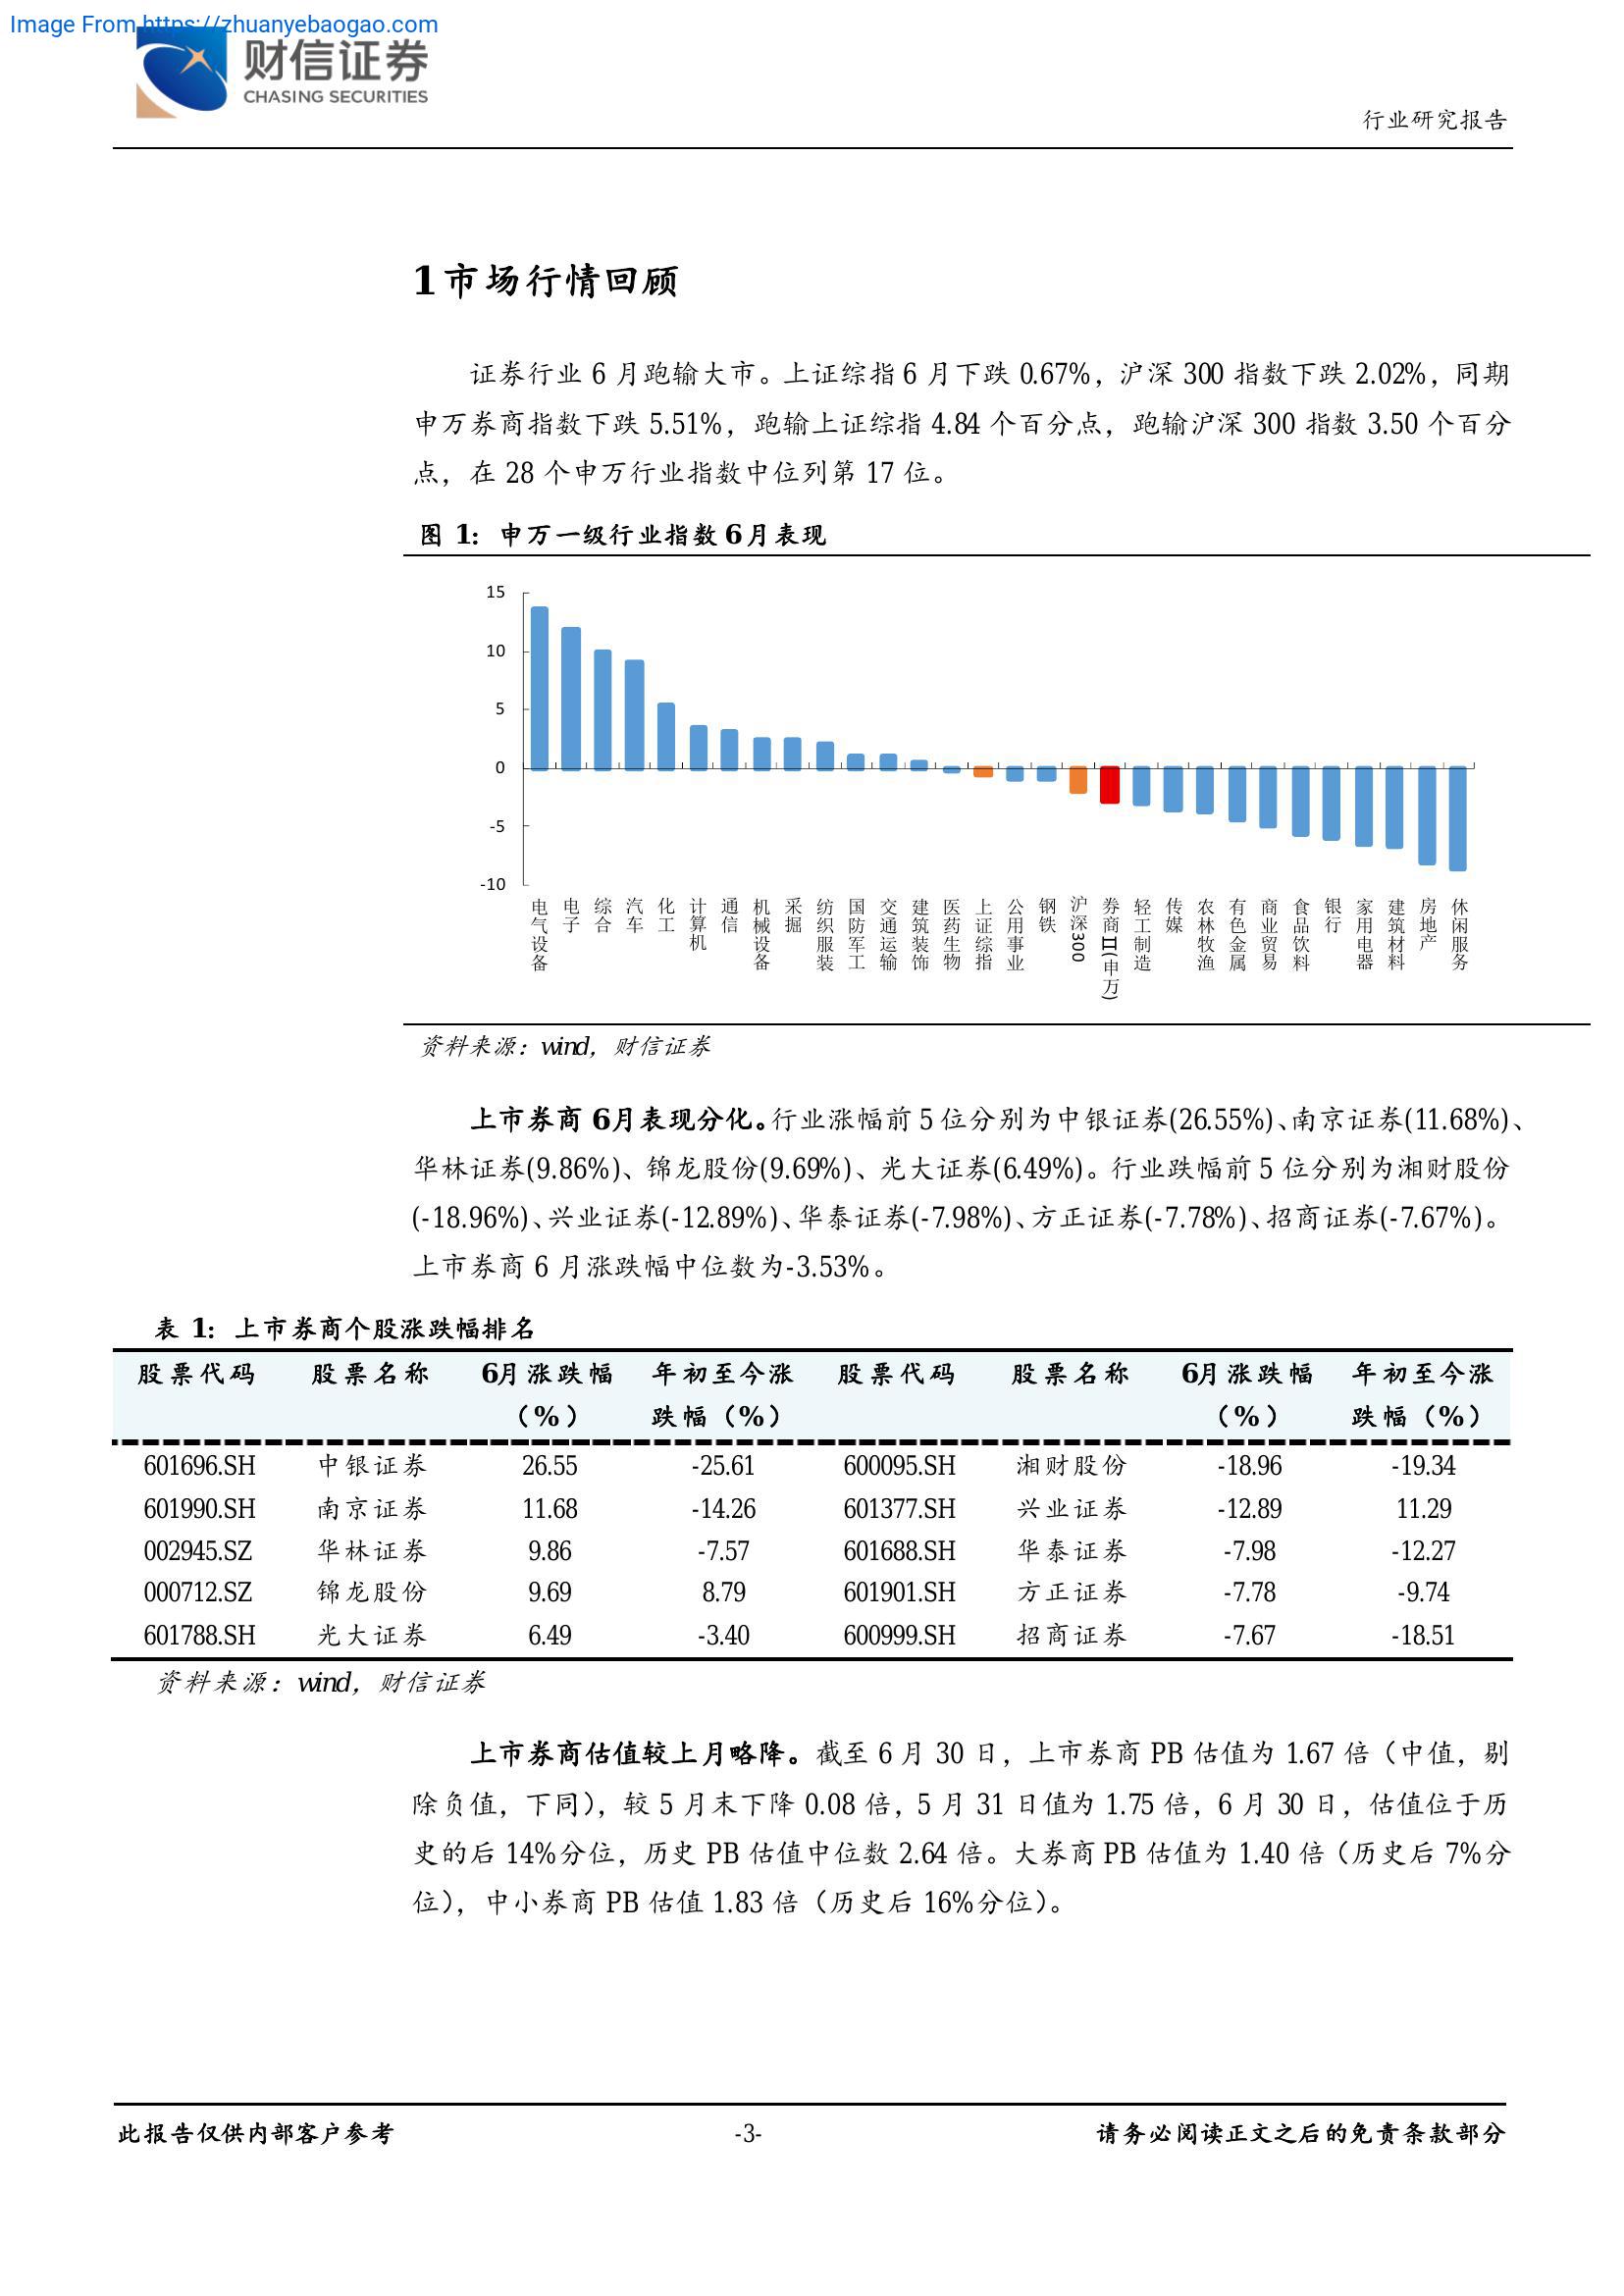 Image From https://zhuanyebaogao.com
财信证券
CHASING SECURITIES
行业研究报告
1 市场行情回顾
证券行业 6 月跑输大市。上证综指 6 月下跌 0.67%，沪深 300 指数下跌 2.02%，同期
申万券商指数下跌 5.51%，跑输上证综指 4.84 个百分点，跑输沪深 300 指数 3.50 个百分
点，在 28 个申万行业指数中位列第 17 位。
图 1：申万一级行业指数 6 月表现
15
10
5
0
-5
-10
电气设备 电子 综合 汽车 化工 计算机 通信 机械设备 采掘 纺织服装 国防军工 交通运输 建筑装饰 医药生物 上证综指 公用事业 钢铁 沪深300 券商II(申万) 轻工制造 传媒 农林牧渔 有色金属 商业贸易 食品饮料 银行 家用电器 建筑材料 房地产 休闲服务
资料来源：wind，财信证券
上市券商 6 月表现分化。行业涨幅前 5 位分别为中银证券(26.55%)、南京证券(11.68%)、
华林证券(9.86%)、锦龙股份(9.69%)、光大证券(6.49%)。行业跌幅前 5 位分别为湘财股份
(-18.96%)、兴业证券(-12.89%)、华泰证券(-7.98%)、方正证券(-7.78%)、招商证券(-7.67%)。
上市券商 6 月涨跌幅中位数为-3.53%。
表 1：上市券商个股涨跌幅排名
股票代码 股票名称 6月涨跌幅 年初至今涨 股票代码 股票名称 6月涨跌幅 年初至今涨
（%） 跌幅（%） （%） 跌幅（%）
601696.SH 中银证券 26.55 -25.61 600095.SH 湘财股份 -18.96 -19.34
601990.SH 南京证券 11.68 -14.26 601377.SH 兴业证券 -12.89 11.29
002945.SZ 华林证券 9.86 -7.57 601688.SH 华泰证券 -7.98 -12.27
000712.SZ 锦龙股份 9.69 8.79 601901.SH 方正证券 -7.78 -9.74
601788.SH 光大证券 6.49 -3.40 600999.SH 招商证券 -7.67 -18.51
资料来源：wind，财信证券
上市券商估值较上月略降。截至 6 月 30 日，上市券商 PB 估值为 1.67 倍（中值，剔
除负值，下同），较 5 月末下降 0.08 倍，5 月 31 日值为 1.75 倍，6 月 30 日，估值位于历
史的后 14%分位，历史 PB 估值中位数 2.64 倍。大券商 PB 估值为 1.40 倍（历史后 7%分
位），中小券商 PB 估值 1.83 倍（历史后 16%分位）。
此报告仅供内部客户参考 -3- 请务必阅读正文之后的免责条款部分